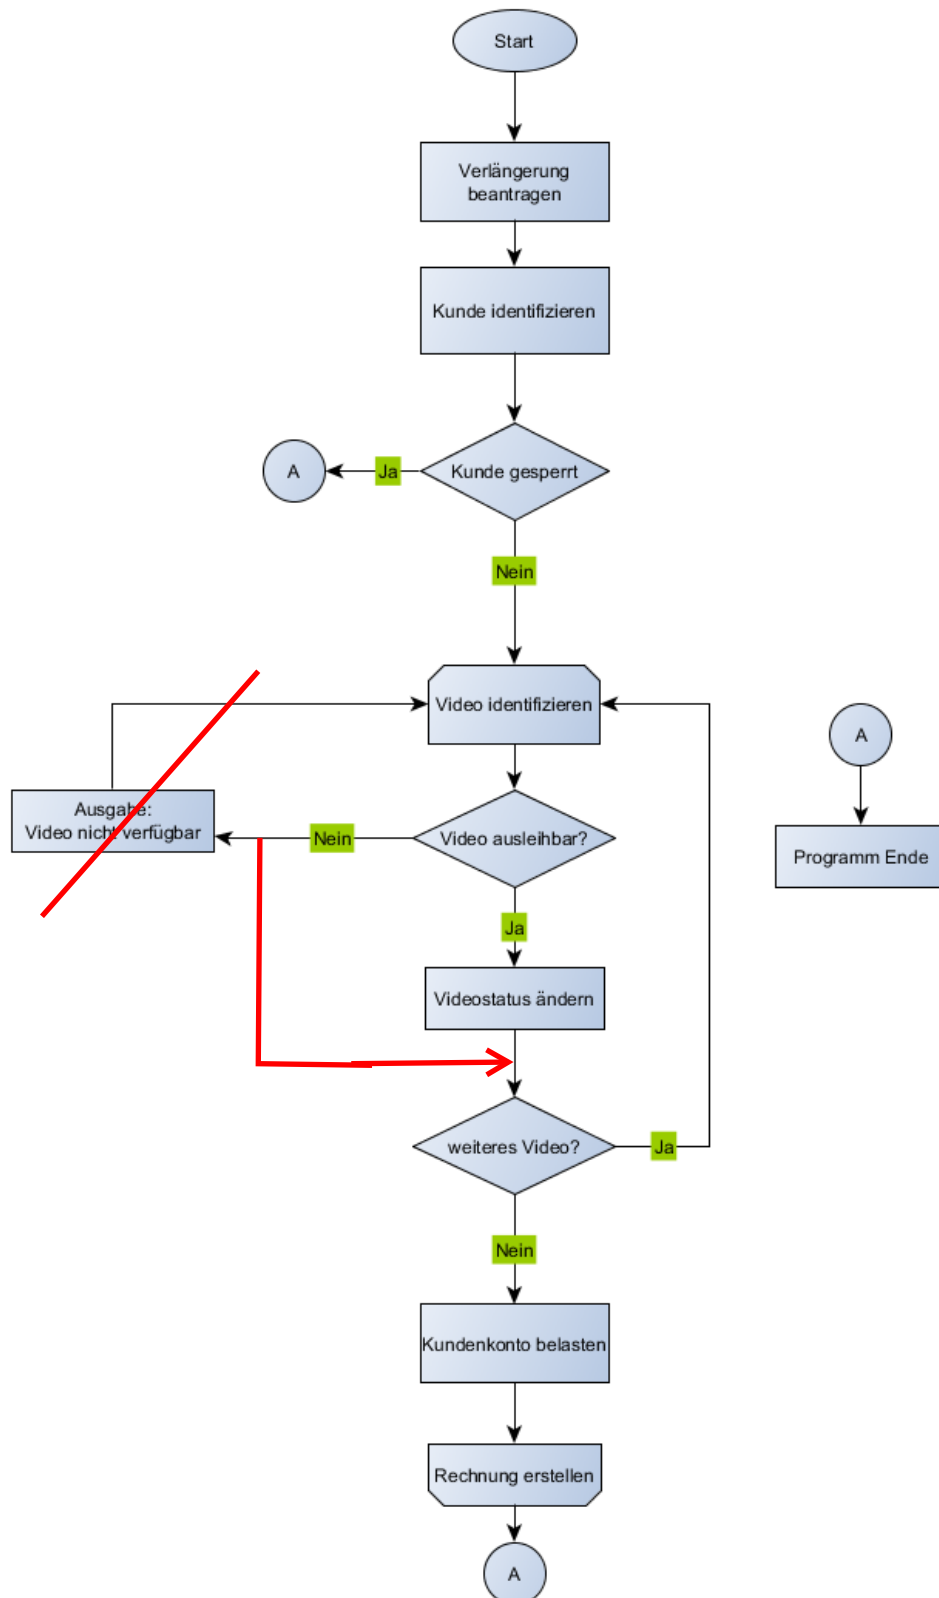 Start
Verlängerung
beantragen
Kunde identifizieren
A
Ja
Kunde gesperrt
Nein
Video identifizieren
A
Ausgabe:
Video nicht verfügbar
Nein
Video ausleihbar?
Programm Ende
Ja
Videostatus ändern
weiteres Video?
Ja
Nein
Kundenkonto belasten
Rechnung erstellen
A